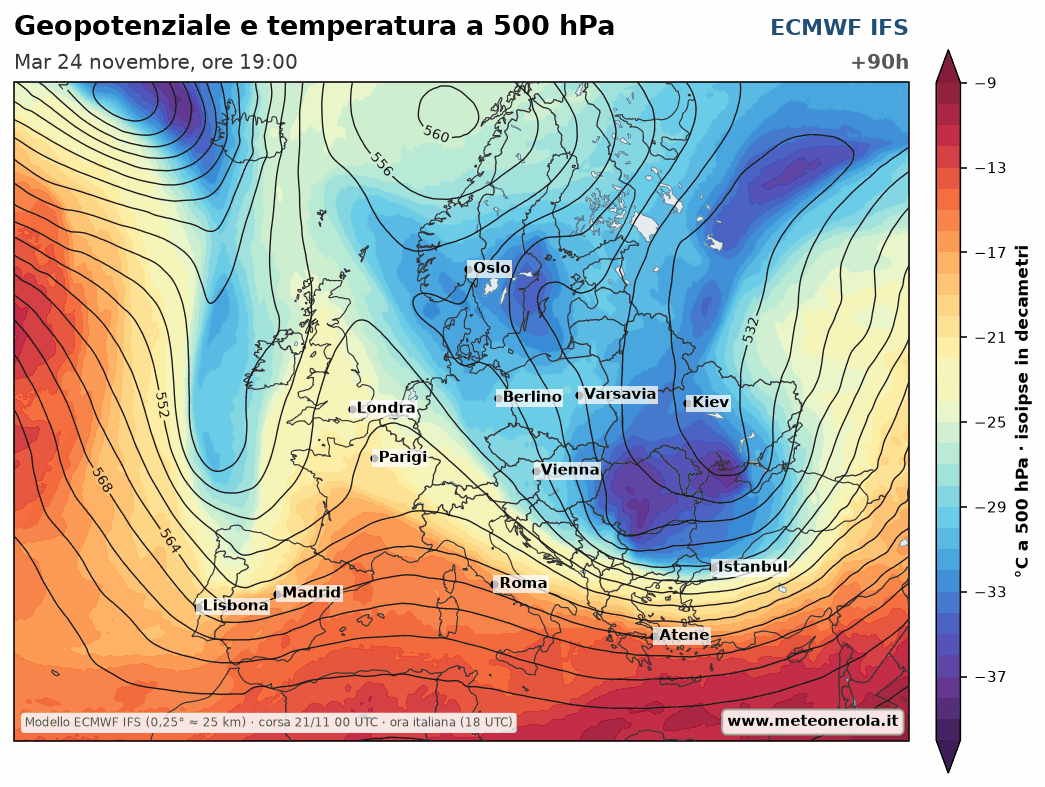 Geopotenziale e temperatura a 500 hPa
ECMWF IFS
Mar 24 novembre, ore 19:00
+90h
560
556
532
552
568
564
Oslo
Berlino
Varsavia
Kiev
Londra
Parigi
Vienna
Istanbul
Roma
Madrid
Lisbona
Atene
Modello ECMWF IFS (0,25° ≈ 25 km) · corsa 21/11 00 UTC · ora italiana (18 UTC)
www.meteonerola.it
−9
−13
−17
−21
−25
−29
−33
−37
°C a 500 hPa · isoipse in decametri